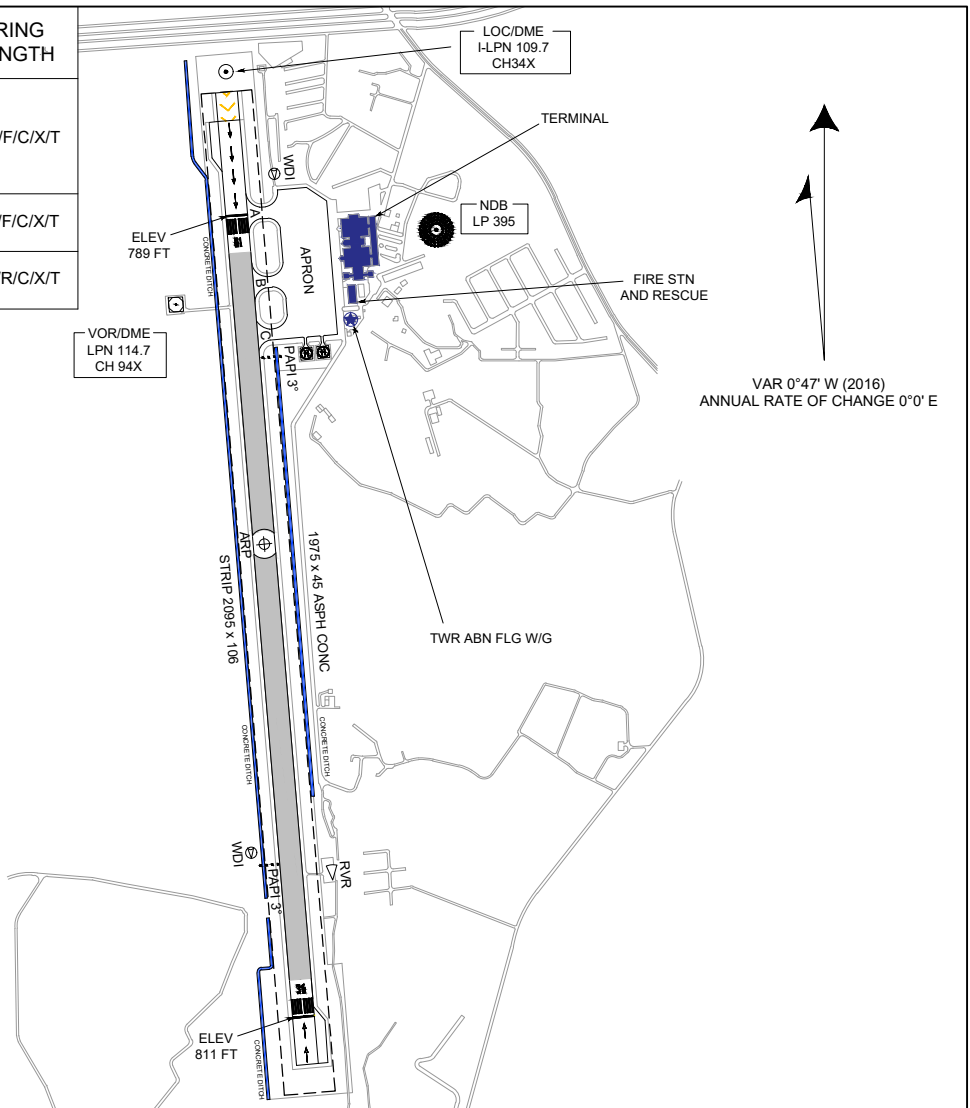 RING
NGTH
/F/C/X/T
/F/C/X/T
/R/C/X/T
LOC/DME
I-LPN 109.7
CH34X
TERMINAL
WDI
NDB
LP 395
A
ELEV
789 FT
CONCRETE DITCH
B
APRON
FIRE STN
AND RESCUE
VOR/DME
LPN 114.7
CH 94X
C
PAPI 3°
VAR 0°47' W (2016)
ANNUAL RATE OF CHANGE 0°0' E
ARP
STRIP 2095 x 106
1975 x 45 ASPH CONC
TWR ABN FLG W/G
CONCRETE DITCH
CONCRETE DITCH
WDI
PAPI 3°
RVR
ELEV
811 FT
CONCRETE DITCH